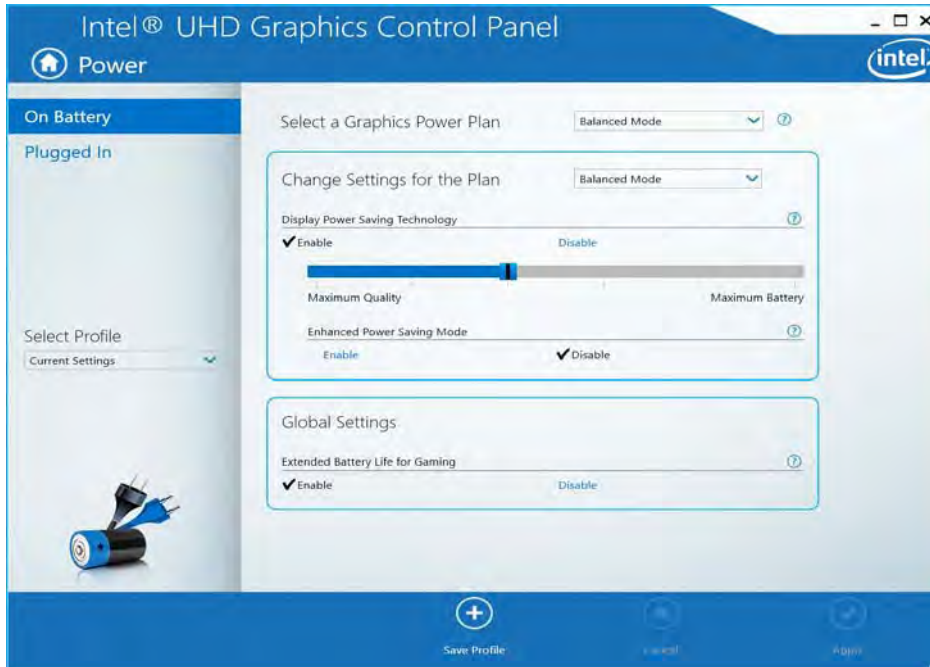 Intel® UHD Graphics Control Panel
Power
intel
On Battery
Plugged In
Select Profile
Current Settings
Select a Graphics Power Plan Balanced Mode
Change Settings for the Plan Balanced Mode
Display Power Saving Technology
Enable Disable
Maximum Quality Maximum Battery
Enhanced Power Saving Mode
Enable Disable
Global Settings
Extended Battery Life for Gaming
Enable Disable
Save Profile Cancel Apply